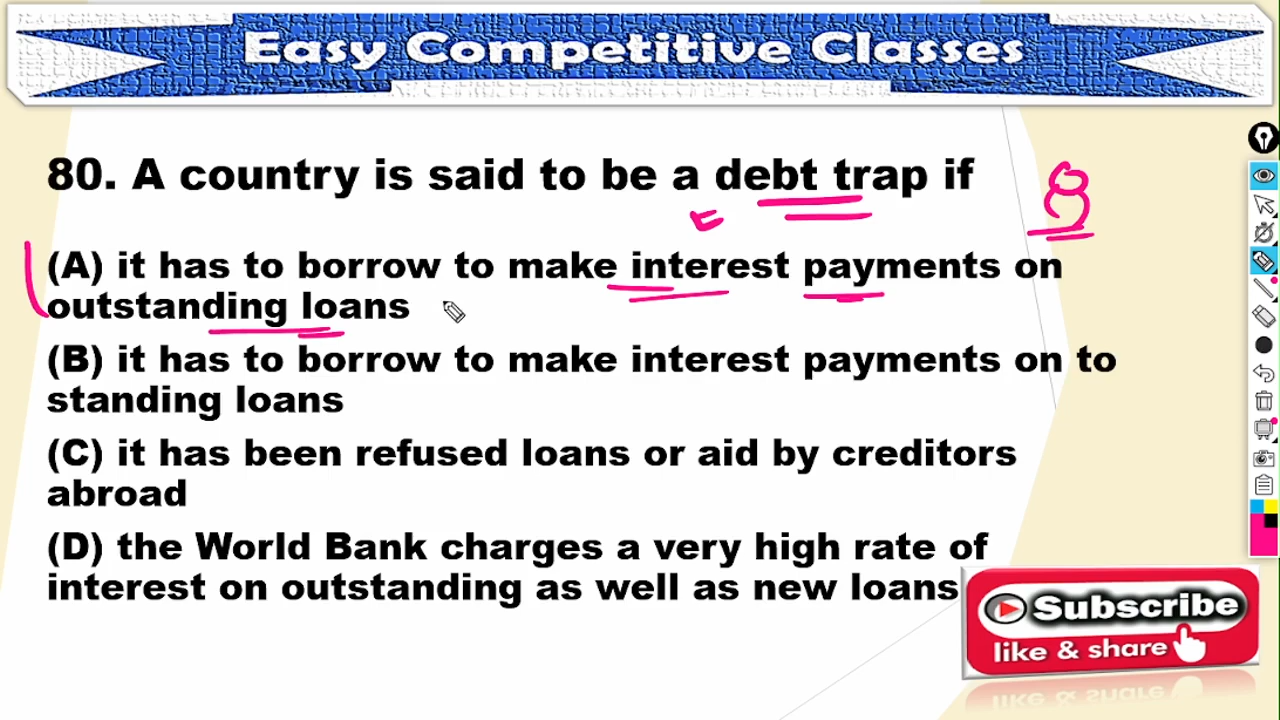 Easy Competitive Classes
80. A country is said to be a debt trap if
8
(A) it has to borrow to make interest payments on
outstanding loans
(B) it has to borrow to make interest payments on to
standing loans
(C) it has been refused loans or aid by creditors
abroad
(D) the World Bank charges a very high rate of
interest on outstanding as well as new loans
Subscribe
like & share